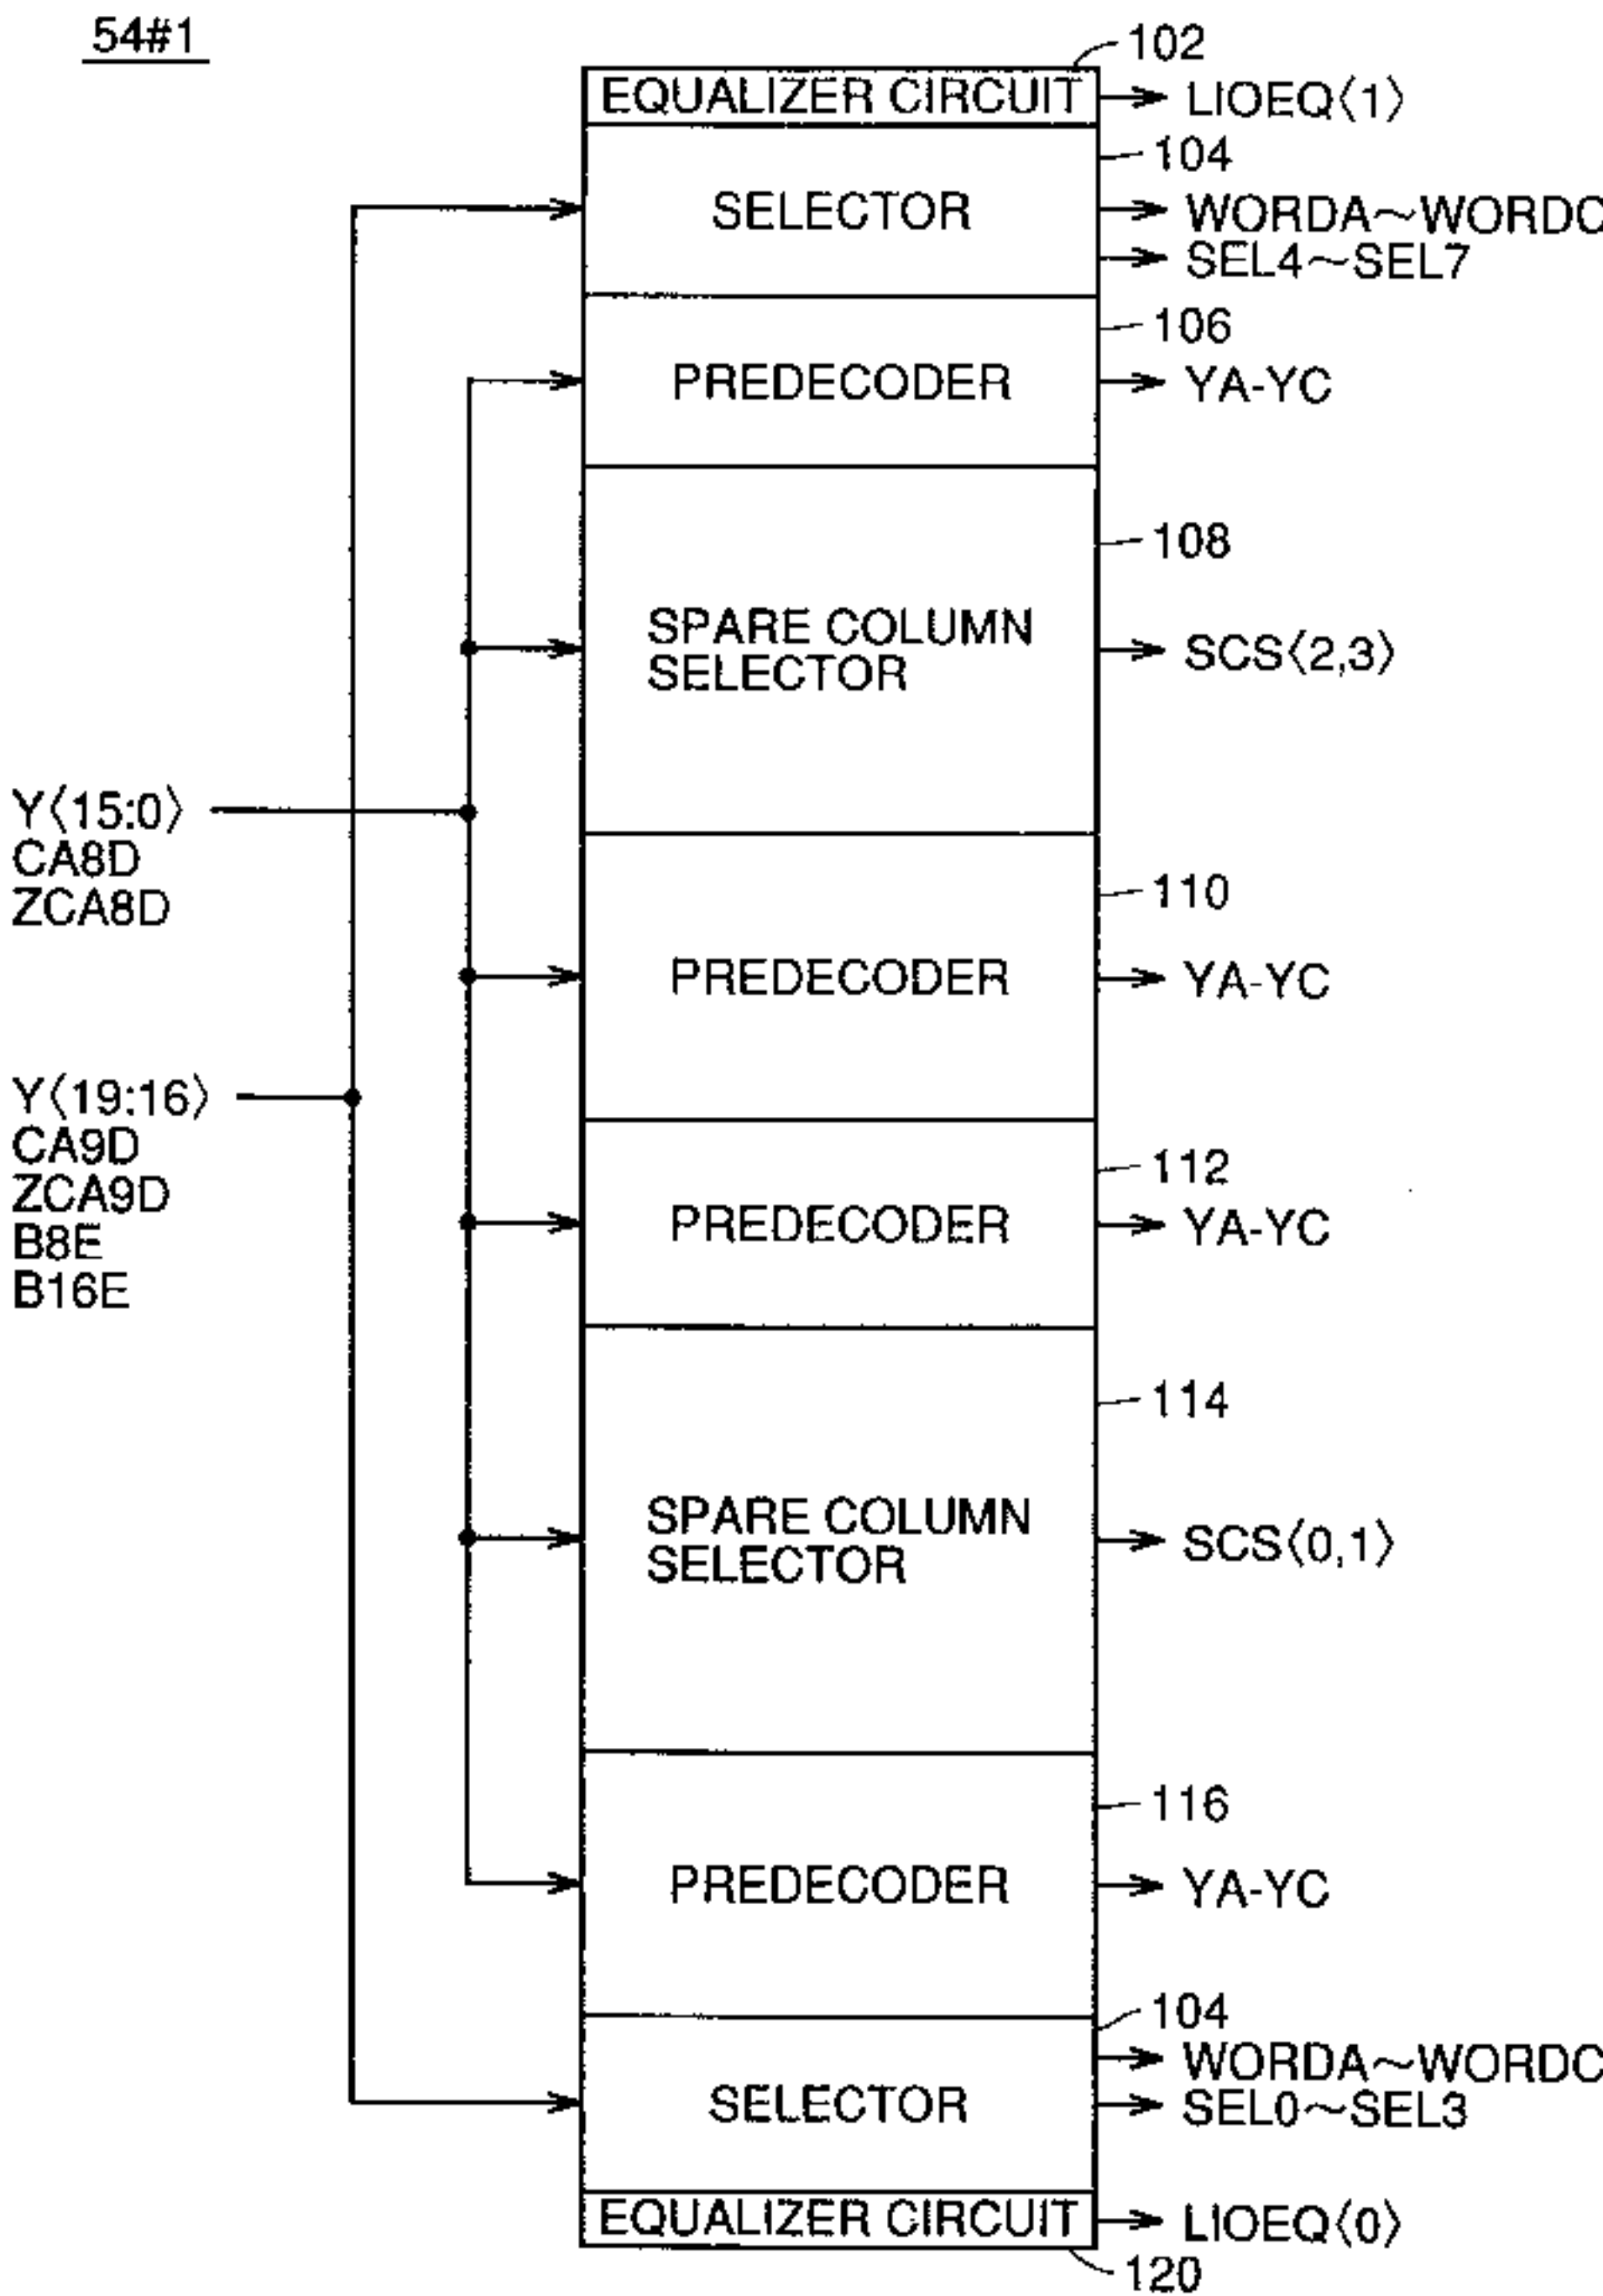 54#1
102
EQUALIZER CIRCUIT
LIOEQ⟨1⟩
104
SELECTOR
WORDA~WORDC
SEL4~SEL7
106
PREDECODER
YA-YC
108
SPARE COLUMN
SELECTOR
SCS⟨2,3⟩
Y⟨15:0⟩
CA8D
ZCA8D
110
PREDECODER
YA-YC
Y⟨19:16⟩
CA9D
ZCA9D
B8E
B16E
112
PREDECODER
YA-YC
114
SPARE COLUMN
SELECTOR
SCS⟨0,1⟩
116
PREDECODER
YA-YC
104
WORDA~WORDC
SELECTOR
SEL0~SEL3
EQUALIZER CIRCUIT
LIOEQ⟨0⟩
120